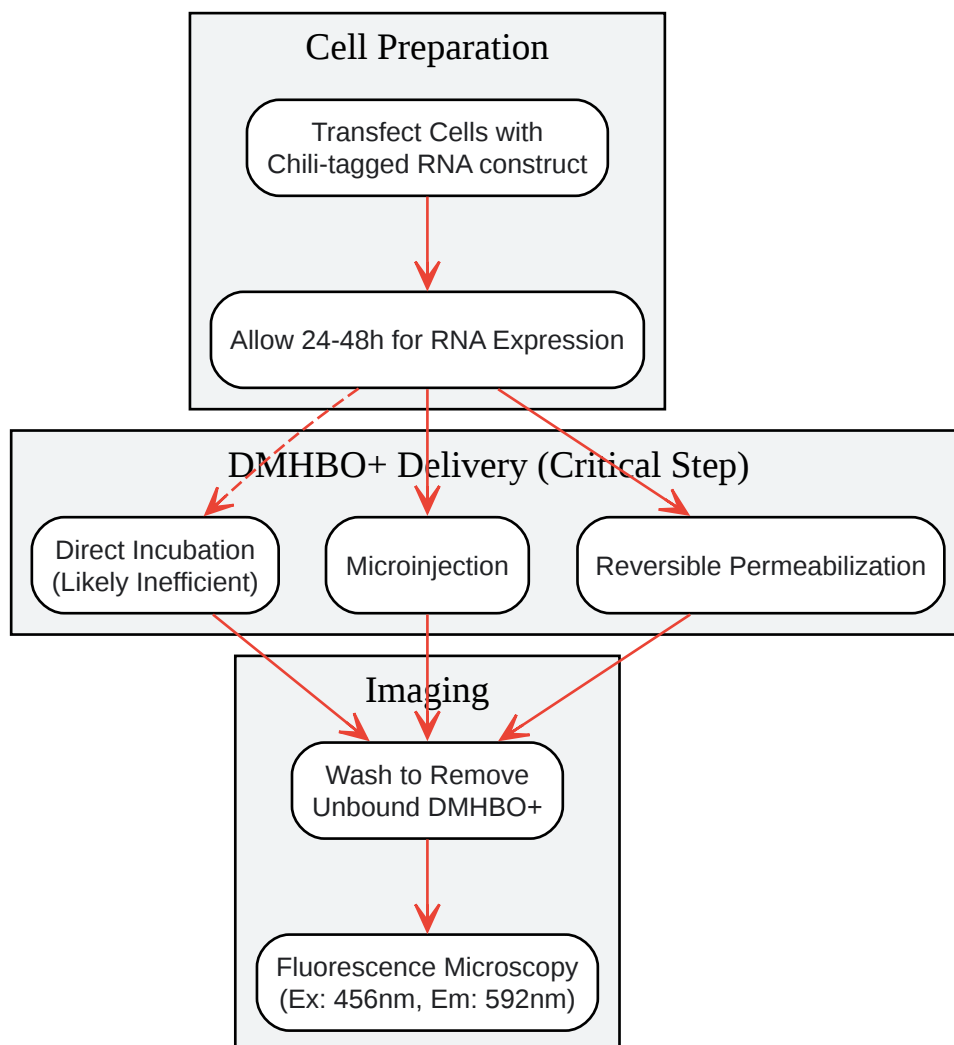 Cell Preparation
Transfect Cells with
Chili-tagged RNA construct
Allow 24-48h for RNA Expression
DMHBO+ Delivery (Critical Step)
Direct Incubation
(Likely Inefficient)
Microinjection
Reversible Permeabilization
Imaging
Wash to Remove
Unbound DMHBO+
Fluorescence Microscopy
(Ex: 456nm, Em: 592nm)